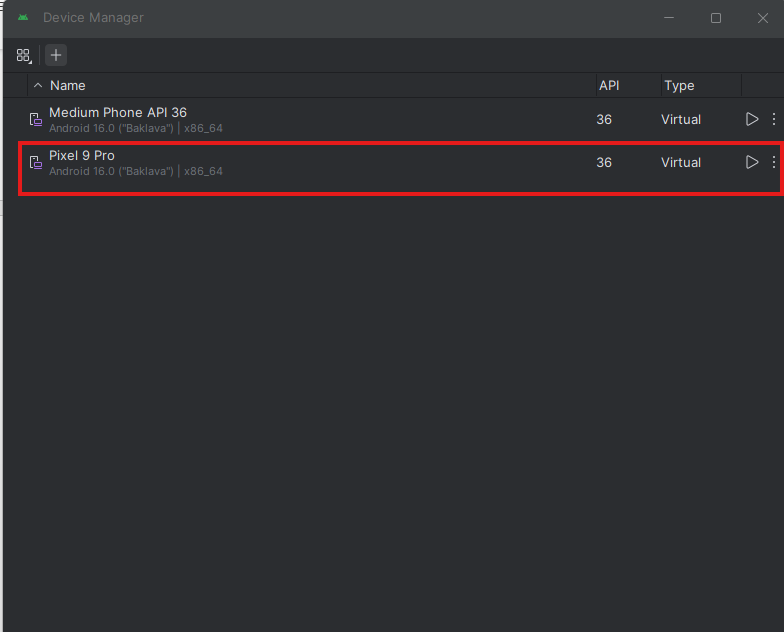 Device Manager
Name API Type
Medium Phone API 36 36 Virtual
Android 16.0 ("Baklava") | x86_64
Pixel 9 Pro 36 Virtual
Android 16.0 ("Baklava") | x86_64